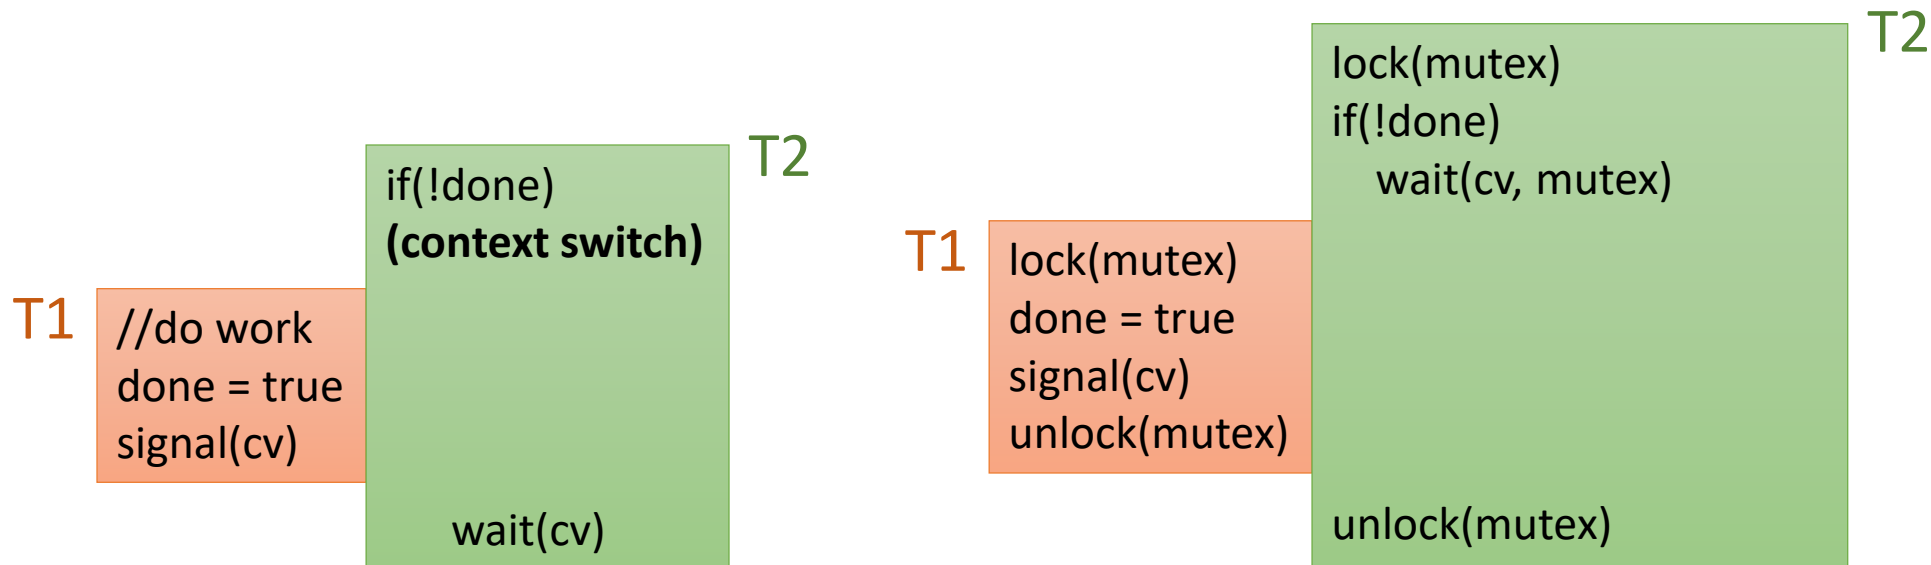 T2
if(!done)
(context switch)
wait(cv)
T1
//do work
done = true
signal(cv)
T2
lock(mutex)
if(!done)
wait(cv, mutex)
unlock(mutex)
T1
lock(mutex)
done = true
signal(cv)
unlock(mutex)